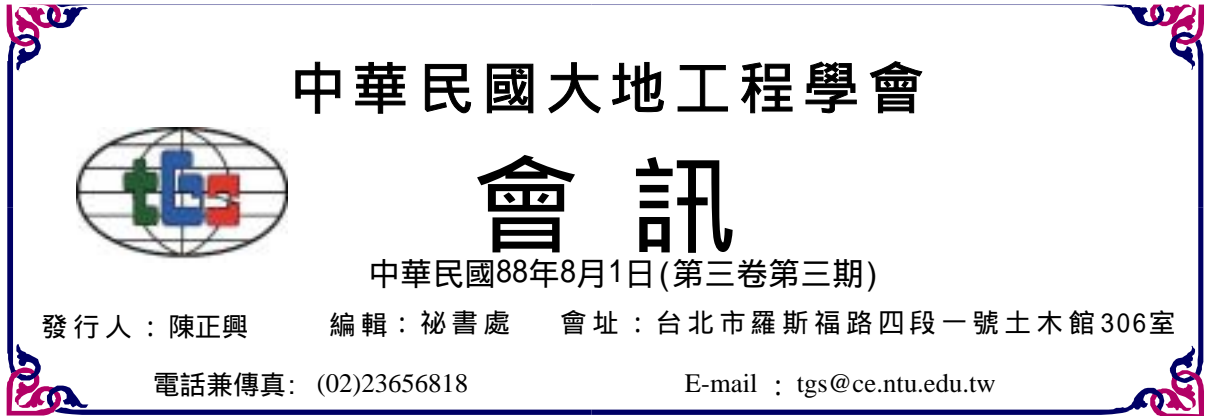 中華民國大地工程學會
tGs
會訊
中華民國88年8月1日(第三卷第三期)
發行人：陳正興 編輯：祕書處 會址：台北市羅斯福路四段一號土木館306室
電話兼傳真: (02)23656818 E-mail : tgs@ce.ntu.edu.tw